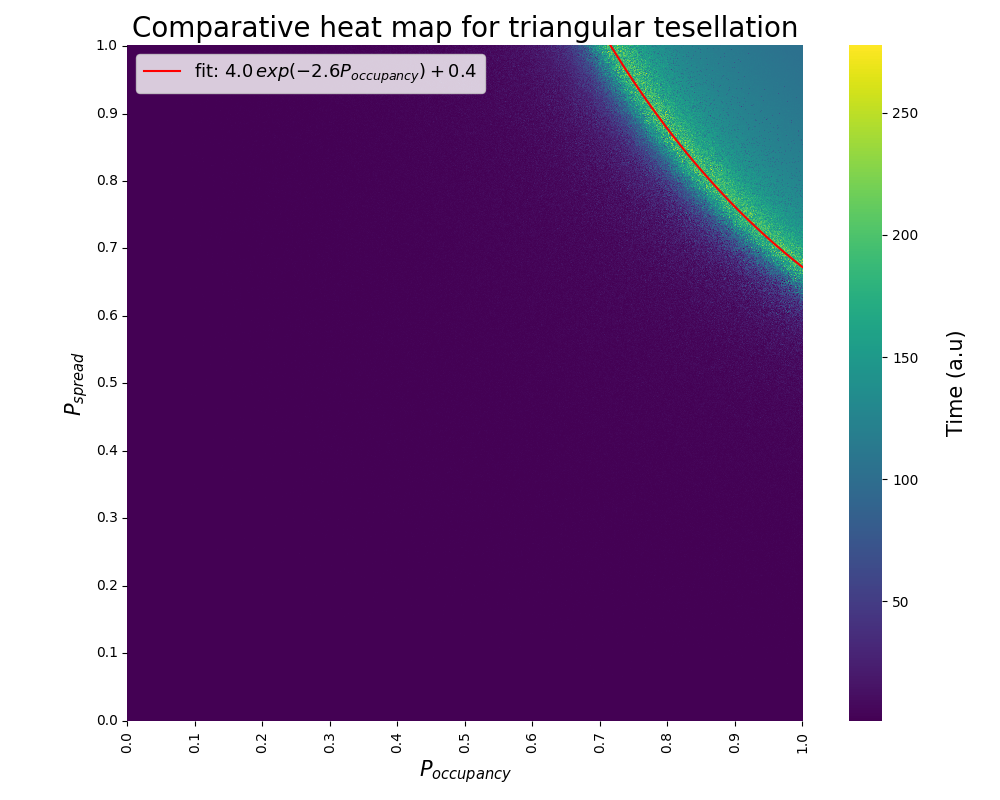 Comparative heat map for triangular tesellation
fit: 4.0 exp(−2.6P_occupancy) + 0.4
1.0
0.9
0.8
0.7
0.6
0.5
0.4
0.3
0.2
0.1
0.0
P_spread
0.0 0.1 0.2 0.3 0.4 0.5 0.6 0.7 0.8 0.9 1.0
P_occupancy
250
200
150
100
50
Time (a.u)